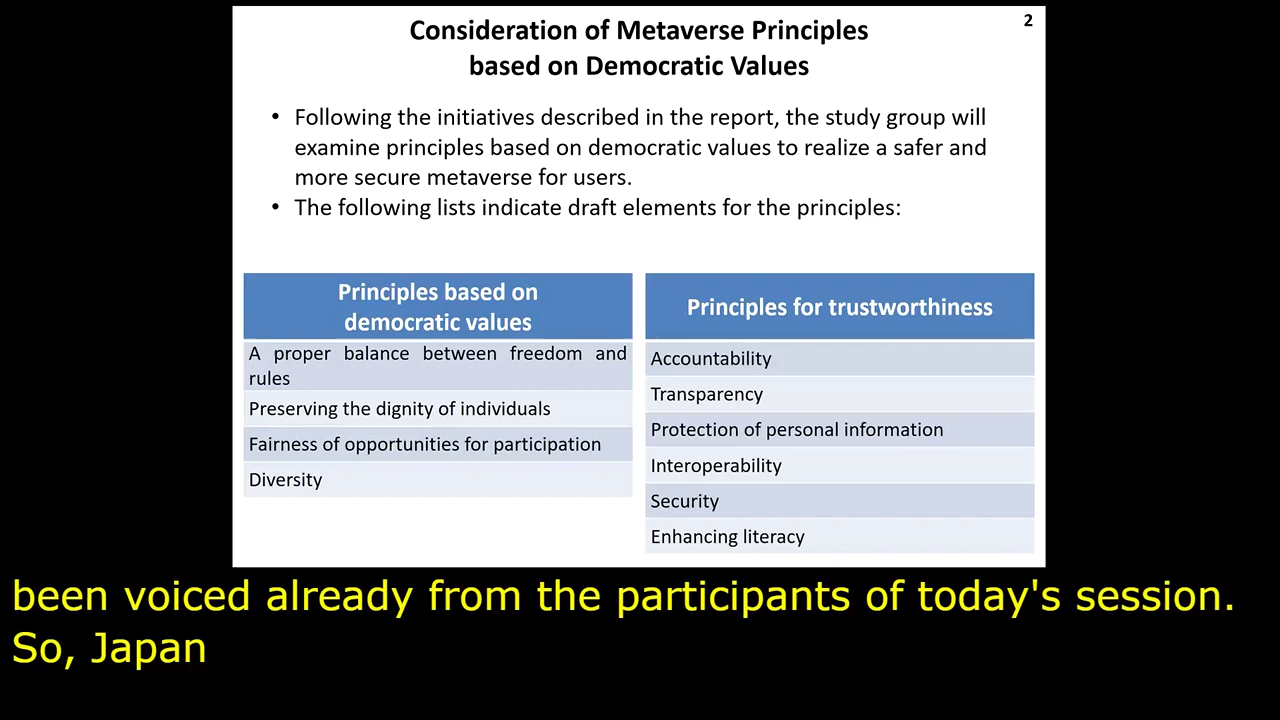 2
Consideration of Metaverse Principles
based on Democratic Values
• Following the initiatives described in the report, the study group will
examine principles based on democratic values to realize a safer and
more secure metaverse for users.
• The following lists indicate draft elements for the principles:
Principles based on
democratic values
A proper balance between freedom and
rules
Preserving the dignity of individuals
Fairness of opportunities for participation
Diversity
Principles for trustworthiness
Accountability
Transparency
Protection of personal information
Interoperability
Security
Enhancing literacy
been voiced already from the participants of today's session.
So, Japan